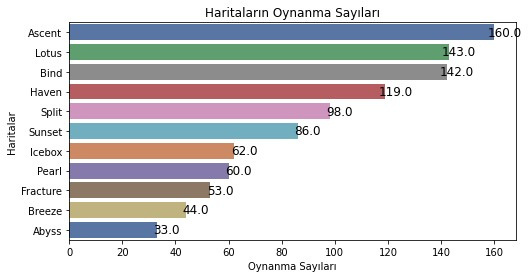 Haritaların Oynanma Sayıları
Haritalar
Ascent 160.0
Lotus 143.0
Bind 142.0
Haven 119.0
Split 98.0
Sunset 86.0
Icebox 62.0
Pearl 60.0
Fracture 53.0
Breeze 44.0
Abyss 33.0
0 20 40 60 80 100 120 140 160
Oynanma Sayıları